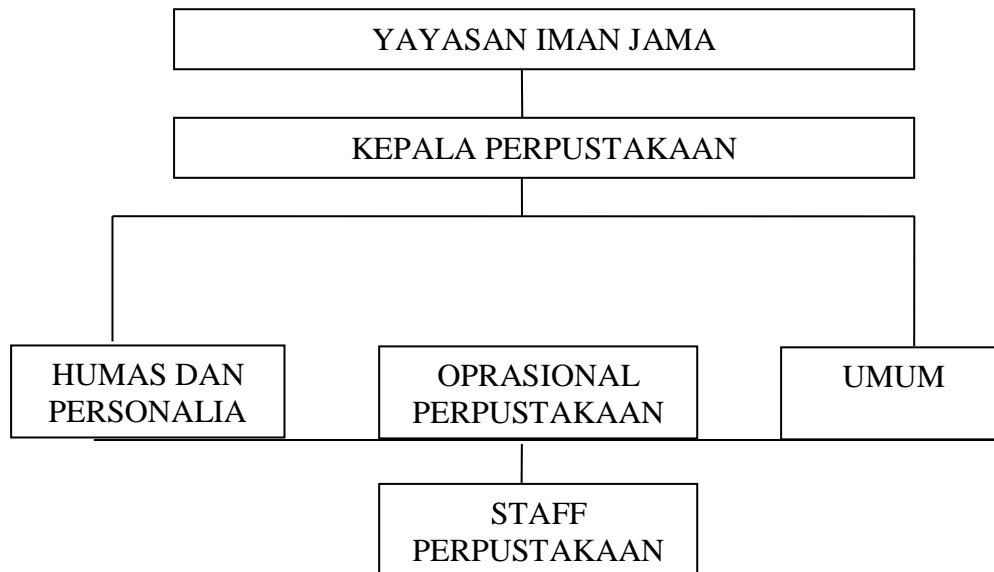 YAYASAN IMAN JAMA
KEPALA PERPUSTAKAAN
HUMAS DAN
PERSONALIA
OPRASIONAL
PERPUSTAKAAN
UMUM
STAFF
PERPUSTAKAAN